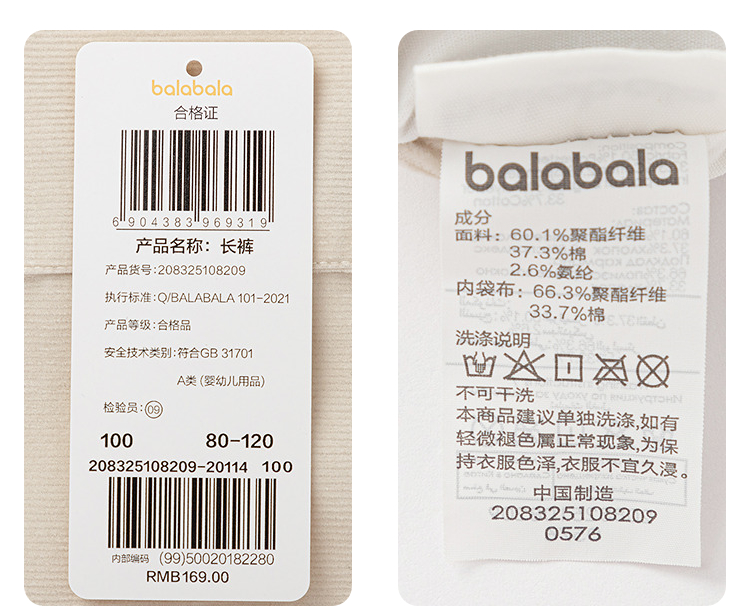 balabala
合格证
6 904383 969319
产品名称：长裤
产品货号：208325108209
执行标准：Q/BALABALA 101-2021
产品等级：合格品
安全技术类别：符合GB 31701
A类（婴幼儿用品）
检验员：09
100 80-120
208325108209-20114 100
内部编码 (99)50020182280
RMB169.00
balabala
成分
面料：60.1%聚酯纤维
37.3%棉
2.6%氨纶
内袋布：66.3%聚酯纤维
33.7%棉
洗涤说明
不可干洗
本商品建议单独洗涤,如有
轻微褪色属正常现象,为保
持衣服色泽,衣服不宜久浸。
中国制造
208325108209
0576